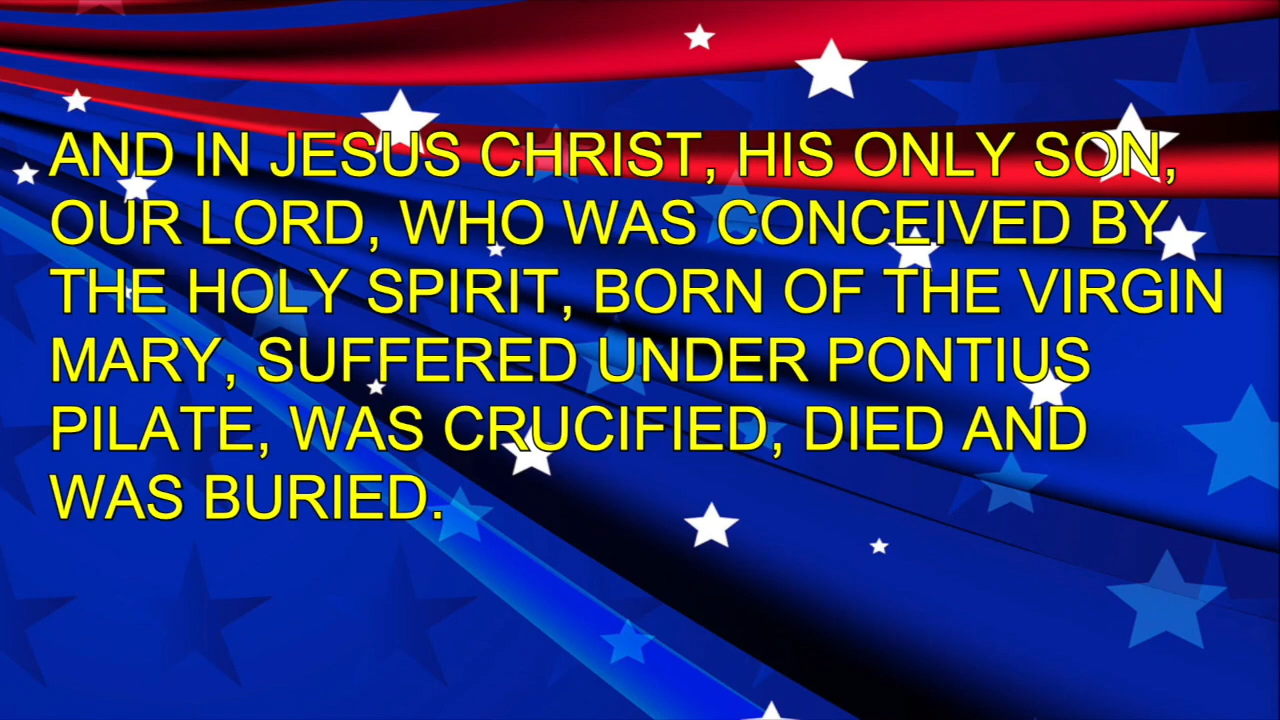 AND IN JESUS CHRIST, HIS ONLY SON,
OUR LORD, WHO WAS CONCEIVED BY
THE HOLY SPIRIT, BORN OF THE VIRGIN
MARY, SUFFERED UNDER PONTIUS
PILATE, WAS CRUCIFIED, DIED AND
WAS BURIED.